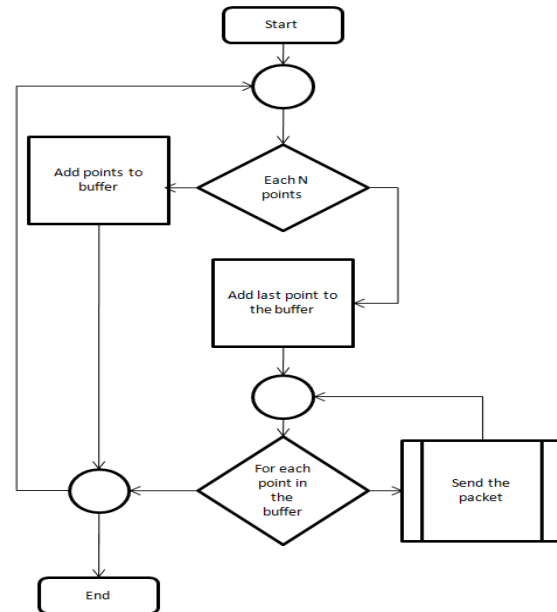 Start
Each N
points
Add points to
buffer
Add last point to
the buffer
For each
point in
the
buffer
Send the
packet
End